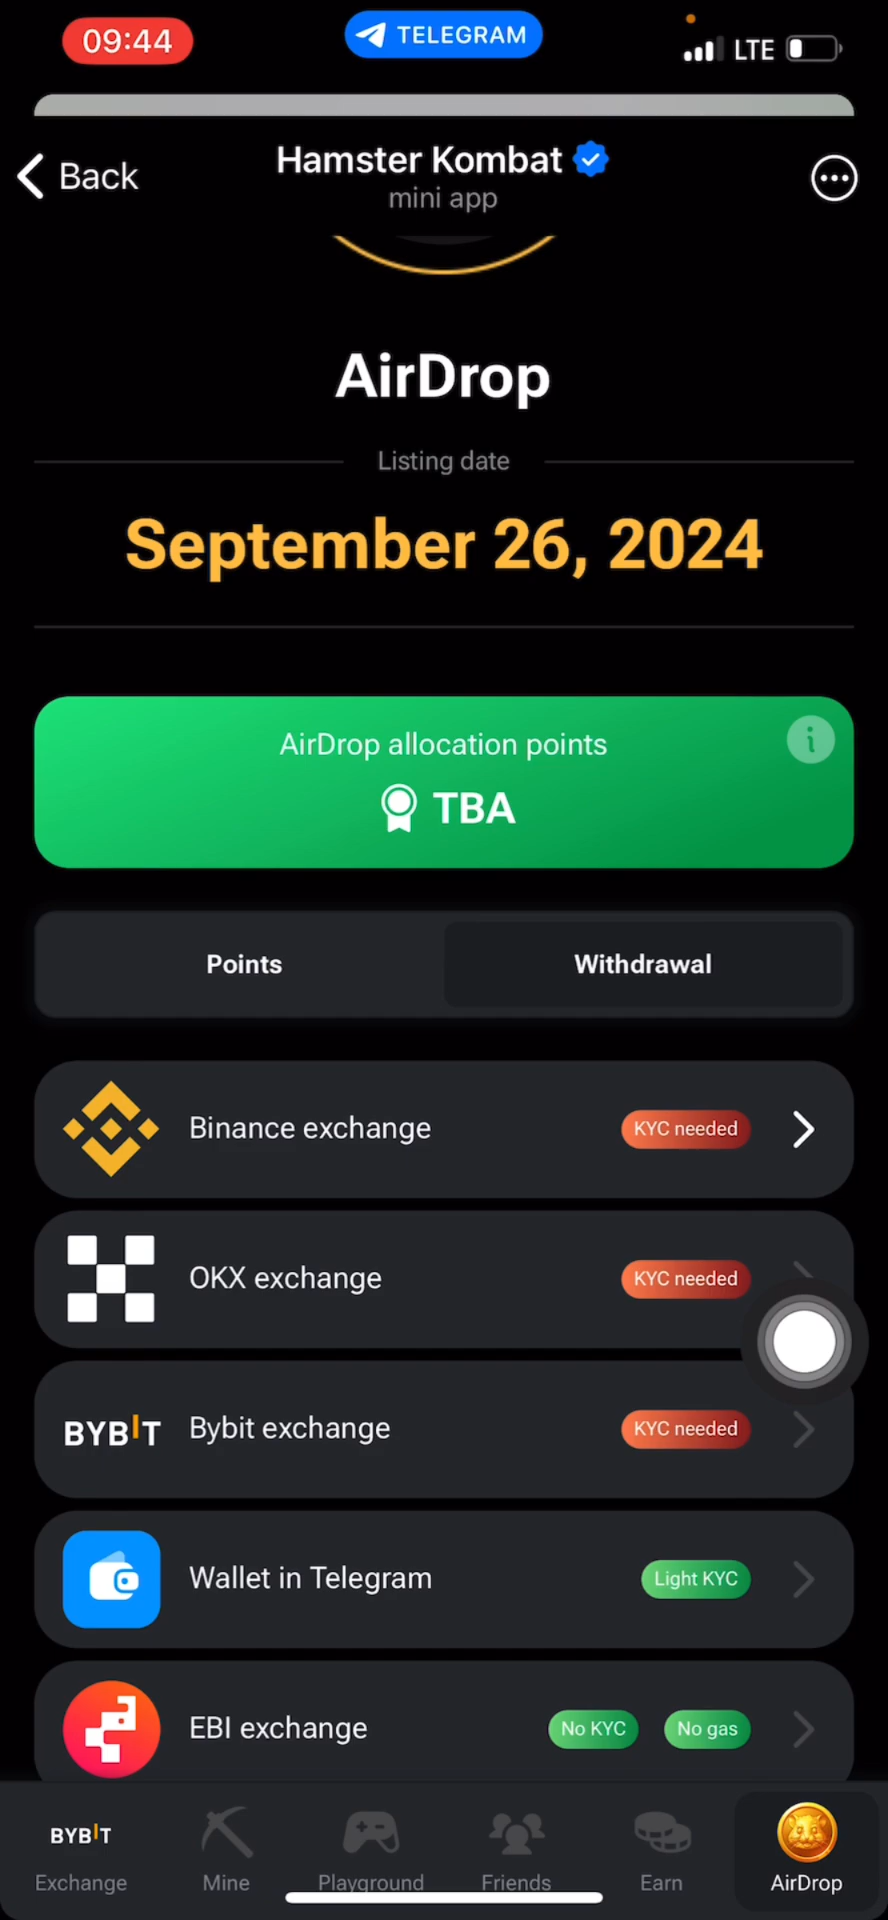 09:44
TELEGRAM
LTE
Back
Hamster Kombat
mini app
AirDrop
Listing date
September 26, 2024
AirDrop allocation points
i
TBA
Points
Withdrawal
Binance exchange
KYC needed
OKX exchange
KYC needed
BYBIT
Bybit exchange
KYC needed
Wallet in Telegram
Light KYC
EBI exchange
No KYC
No gas
BYBIT
Exchange
Mine
Playground
Friends
Earn
AirDrop